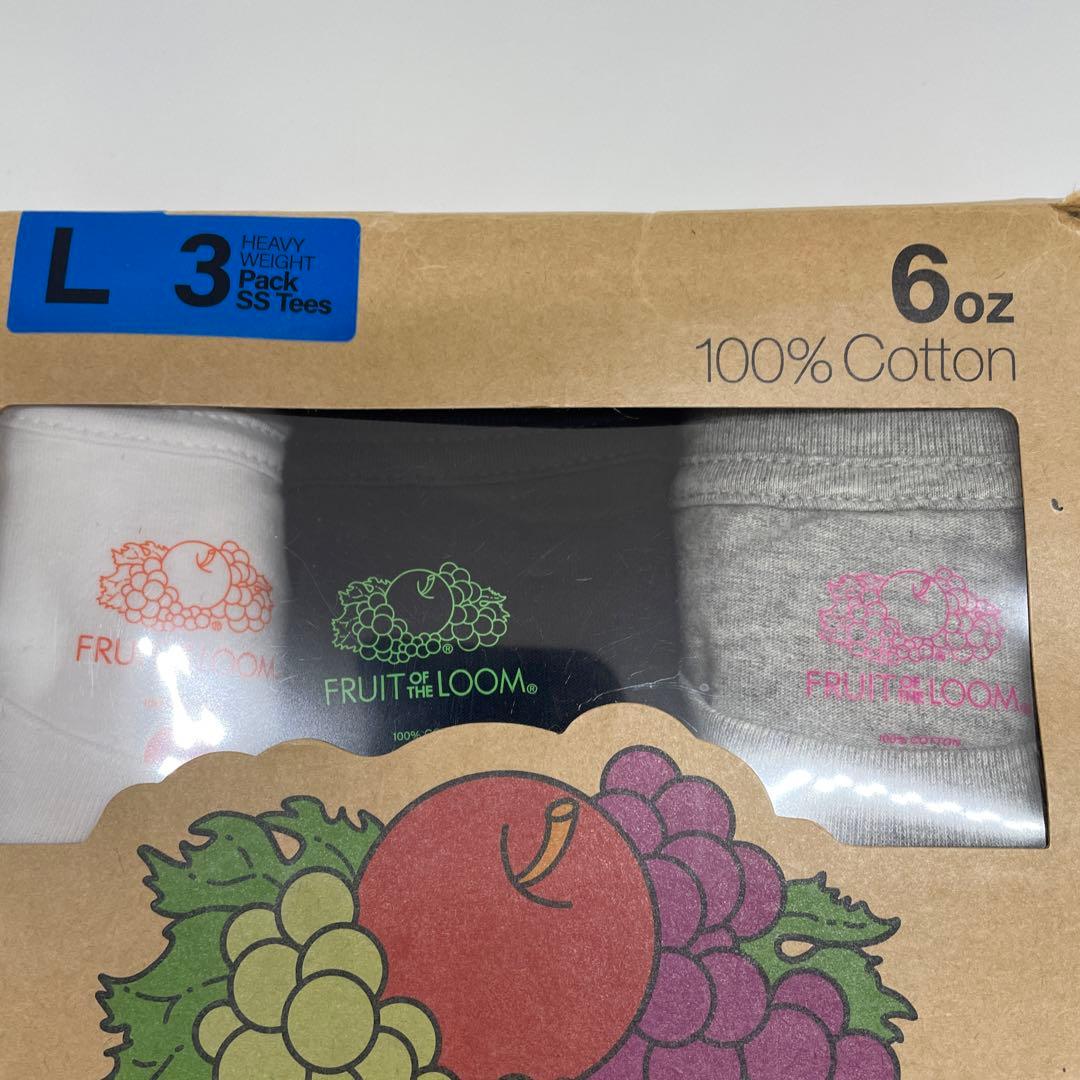 L
3
HEAVY
WEIGHT
Pack
SS Tees
6oz
100% Cotton
FRUIT OF THE LOOM®
FRUIT OF THE LOOM®
100% COTTON